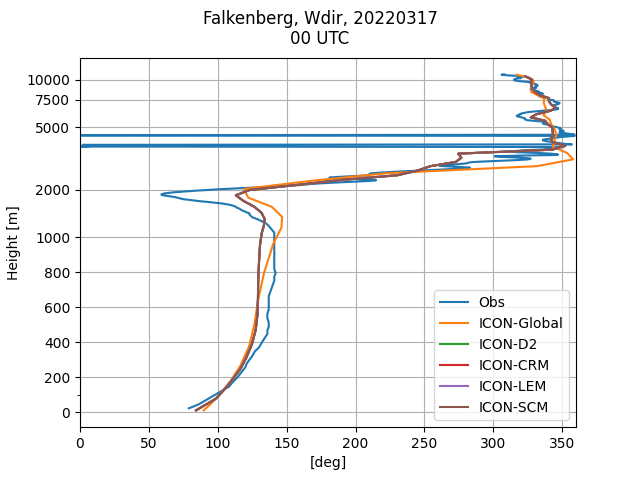 Falkenberg, Wdir, 20220317
00 UTC
10000
7500
5000
2000
1000
800
600
400
200
0
Height [m]
Obs
ICON-Global
ICON-D2
ICON-CRM
ICON-LEM
ICON-SCM
0 50 100 150 200 250 300 350
[deg]